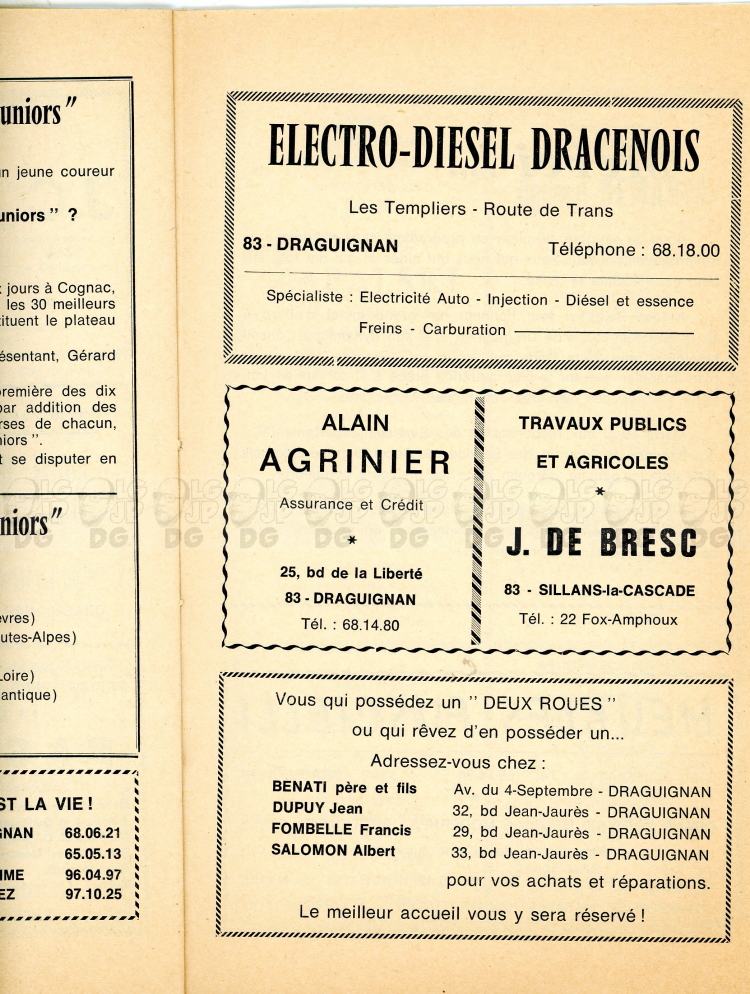 uniors"
n jeune coureur
uniors" ?
jours à Cognac,
les 30 meilleurs
tituent le plateau
ésentant, Gérard
première des dix
par addition des
rses de chacun,
niors".
t se disputer en
niors"
èvres)
utes-Alpes)
Loire)
antique)
ST LA VIE !
GNAN 68.06.21
65.05.13
IME 96.04.97
EZ 97.10.25
ELECTRO-DIESEL DRACENOIS
Les Templiers - Route de Trans
83 - DRAGUIGNAN Téléphone : 68.18.00
Spécialiste : Electricité Auto - Injection - Diésel et essence
Freins - Carburation
ALAIN
AGRINIER
Assurance et Crédit
*
25, bd de la Liberté
83 - DRAGUIGNAN
Tél. : 68.14.80
TRAVAUX PUBLICS
ET AGRICOLES
*
J. DE BRESC
83 - SILLANS-la-CASCADE
Tél. : 22 Fox-Amphoux
Vous qui possédez un " DEUX ROUES "
ou qui rêvez d'en posséder un...
Adressez-vous chez :
BENATI père et fils Av. du 4-Septembre - DRAGUIGNAN
DUPUY Jean 32, bd Jean-Jaurès - DRAGUIGNAN
FOMBELLE Francis 29, bd Jean-Jaurès - DRAGUIGNAN
SALOMON Albert 33, bd Jean-Jaurès - DRAGUIGNAN
pour vos achats et réparations.
Le meilleur accueil vous y sera réservé !